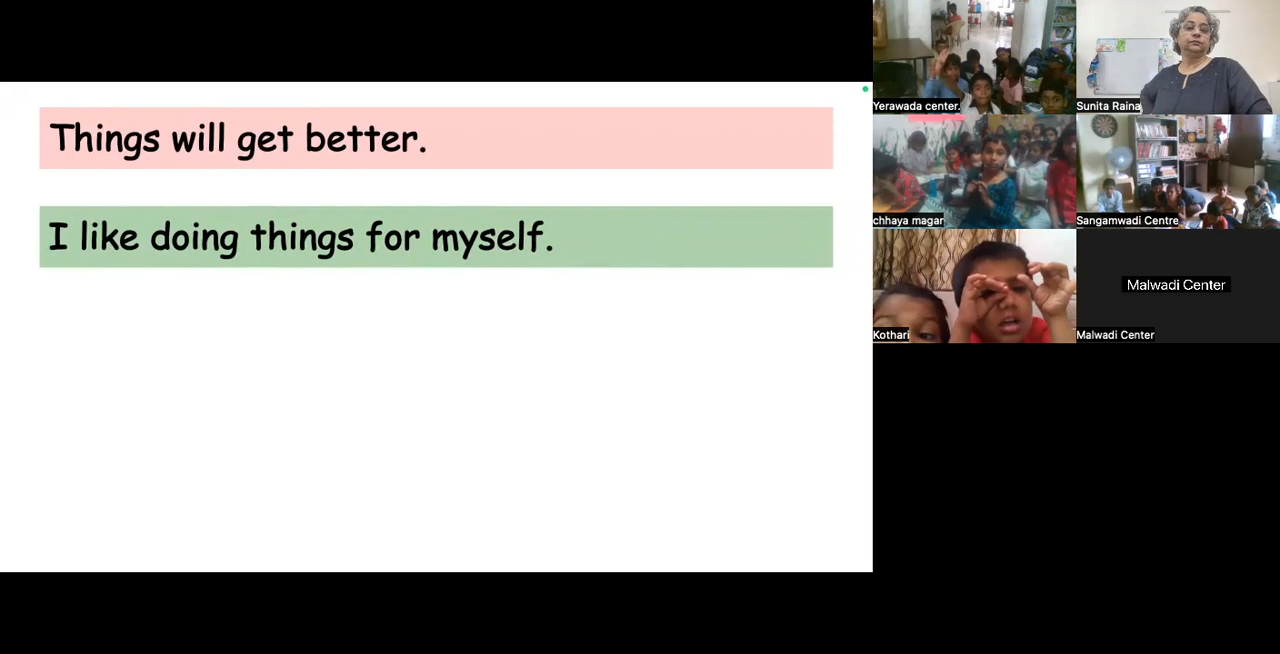 Things will get better.
I like doing things for myself.
Yerawada center.
Sunita Raina
chhaya magar
Sangamwadi Centre
Kothari
Malwadi Center
Malwadi Center